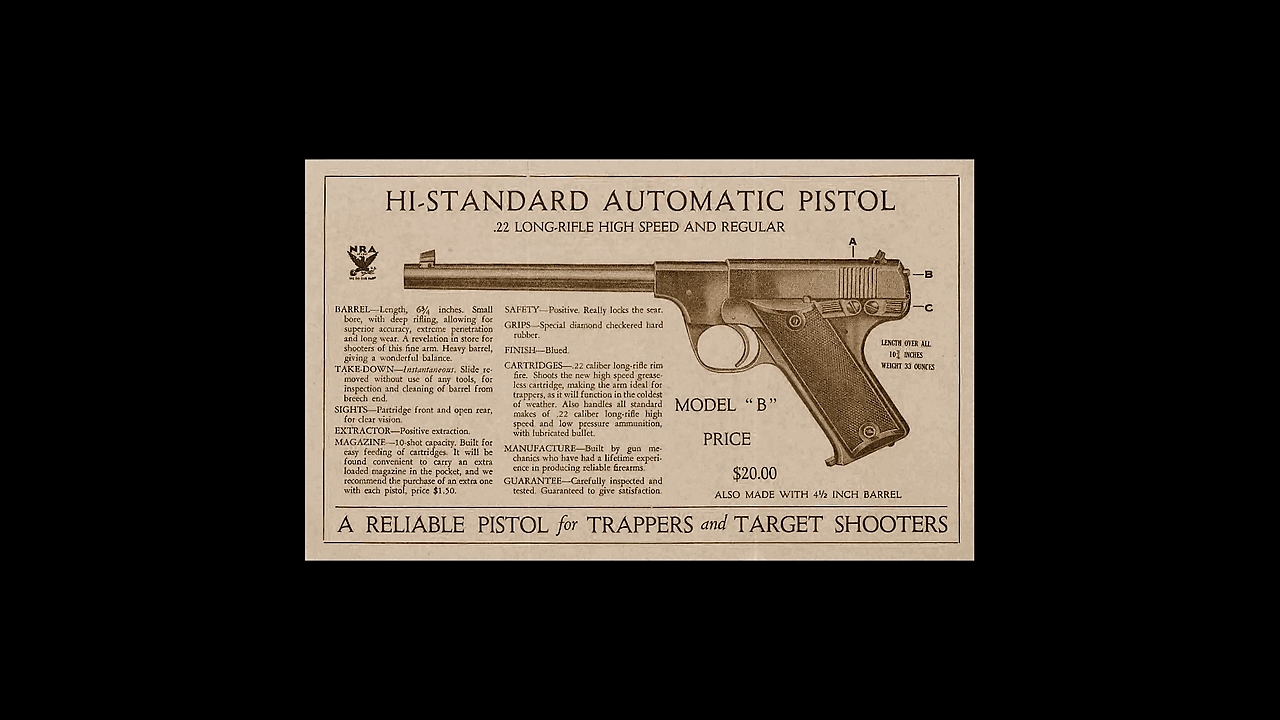 HI-STANDARD AUTOMATIC PISTOL
.22 LONG-RIFLE HIGH SPEED AND REGULAR
NRA
A
B
C
BARREL—Length, 6¾ inches. Small
bore, with deep rifling, allowing for
superior accuracy, extreme penetration
and long wear. A revelation in store for
shooters of this fine arm. Heavy barrel,
giving a wonderful balance.
TAKE-DOWN—Instantaneous. Slide re-
moved without use of any tools, for
inspection and cleaning of barrel from
breech end.
SIGHTS—Partridge front and open rear,
for clear vision.
EXTRACTOR—Positive extraction.
MAGAZINE—10-shot capacity. Built for
easy feeding of cartridges. It will be
found convenient to carry an extra
loaded magazine in the pocket, and we
recommend the purchase of an extra one
with each pistol, price $1.50.
SAFETY—Positive. Really locks the sear.
GRIPS—Special diamond checkered hard
rubber.
FINISH—Blued.
CARTRIDGES—.22 caliber long-rifle rim
fire. Shoots the new high speed grease-
less cartridge, making the arm ideal for
trappers, as it will function in the coldest
of weather. Also handles all standard
makes of .22 caliber long-rifle high
speed and low pressure ammunition,
with lubricated bullet.
MANUFACTURE—Built by gun me-
chanics who have had a lifetime experi-
ence in producing reliable firearms.
GUARANTEE—Carefully inspected and
tested. Guaranteed to give satisfaction.
LENGTH OVER ALL
10¾ INCHES
WEIGHT 33 OUNCES
MODEL "B"
PRICE
$20.00
ALSO MADE WITH 4½ INCH BARREL
A RELIABLE PISTOL for TRAPPERS and TARGET SHOOTERS